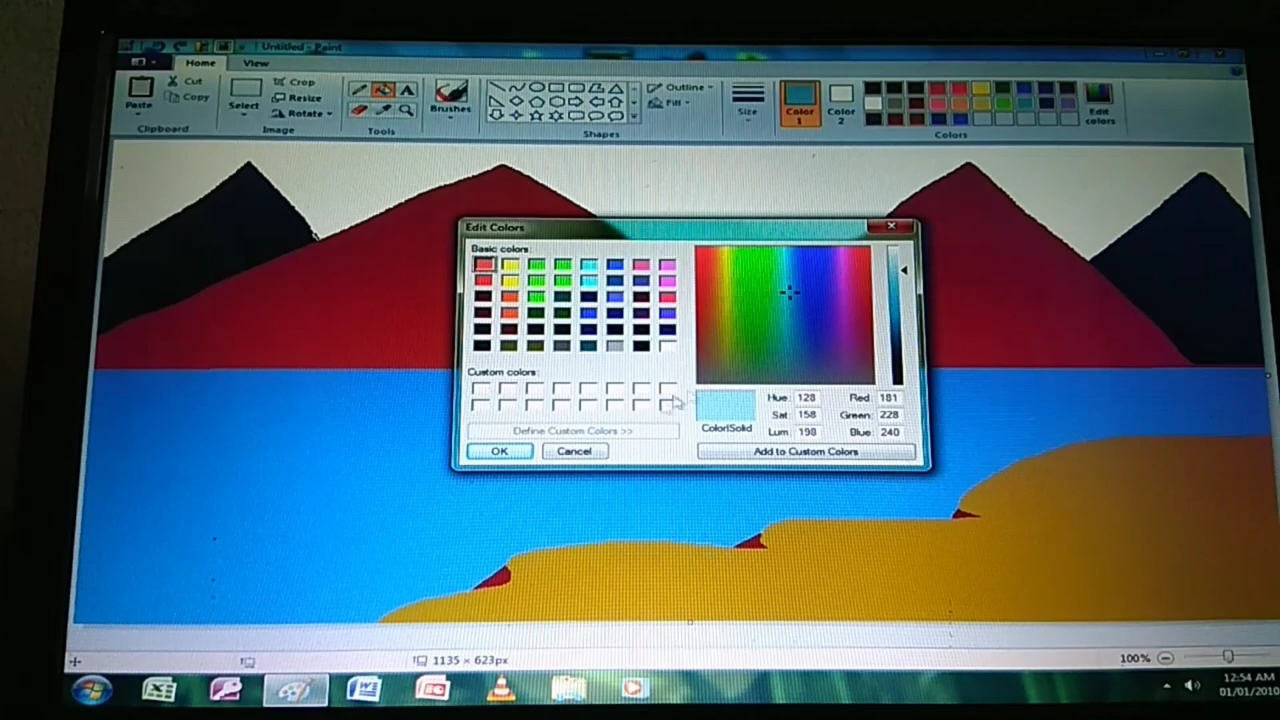 Untitled - Paint
Home View
Cut
Copy
Paste
Clipboard
Select
Crop
Resize
Rotate
Image
A
Tools
Brushes
Outline
Fill
Shapes
Size
Color 1
Color 2
Edit colors
Colors
Edit Colors
Basic colors:
Custom colors:
Define Custom Colors >>
OK Cancel
Color|Solid
Hue: 128
Sat: 158
Lum: 198
Red: 181
Green: 228
Blue: 240
Add to Custom Colors
1135 × 623px
100%
12:54 AM
01/01/2010